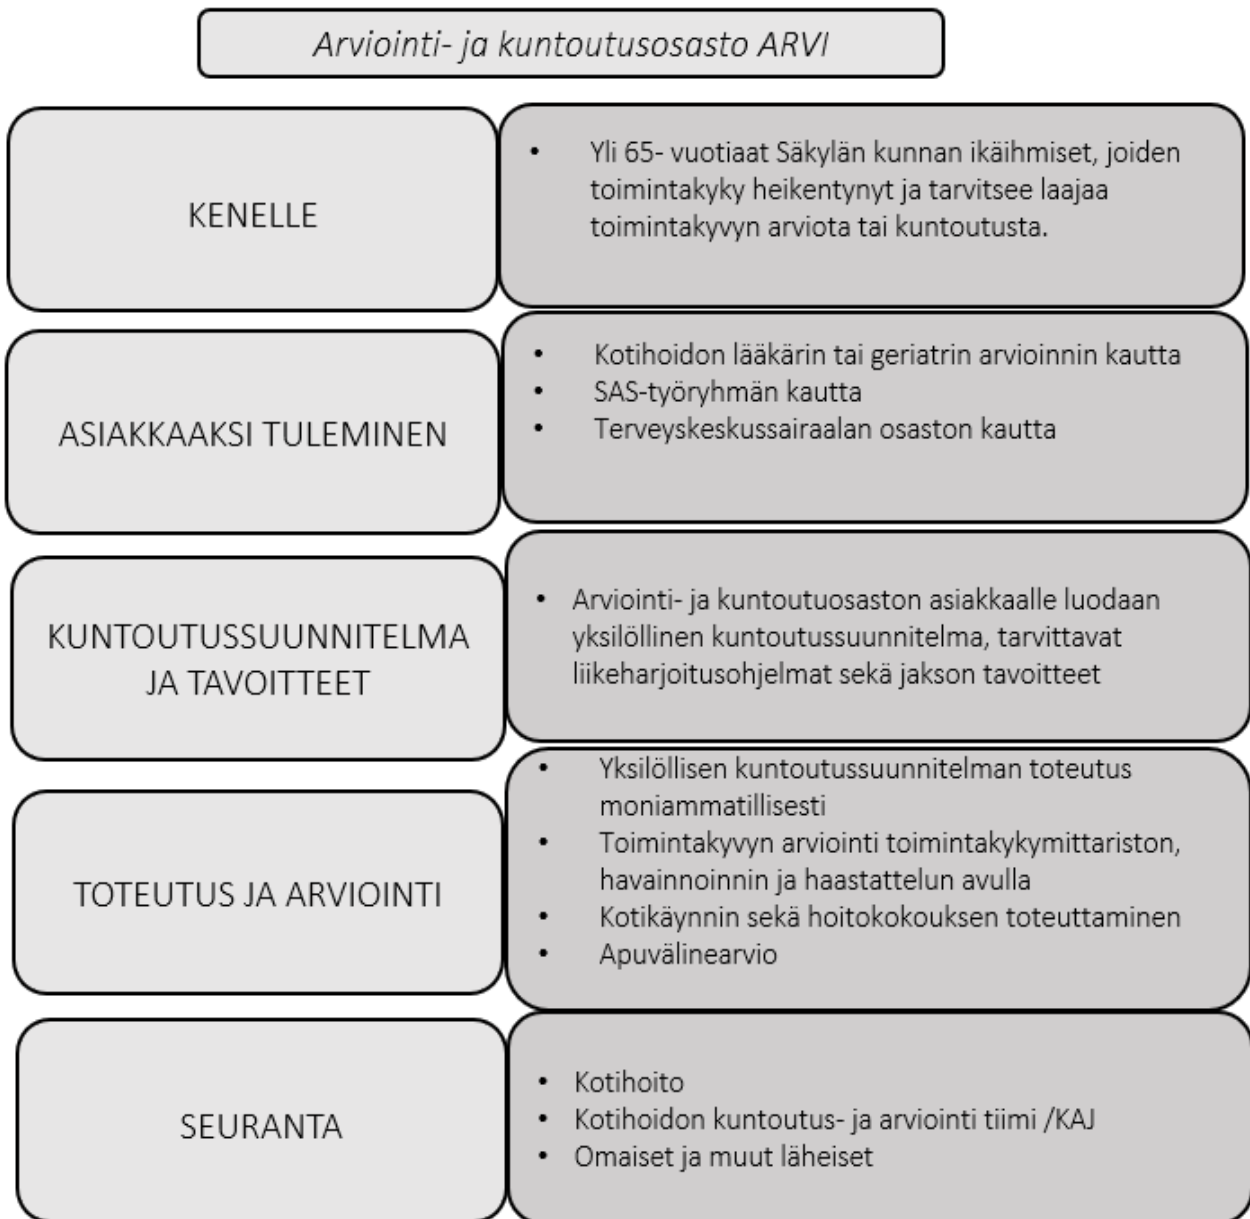 Arviointi- ja kuntoutusosasto ARVI
KENELLE
• Yli 65- vuotiaat Säkylän kunnan ikäihmiset, joiden
toimintakyky heikentynyt ja tarvitsee laajaa
toimintakyvyn arviota tai kuntoutusta.
ASIAKKAAKSI TULEMINEN
• Kotihoidon lääkärin tai geriatrin arvioinnin kautta
• SAS-työryhmän kautta
• Terveyskeskussairaalan osaston kautta
KUNTOUTUSSUUNNITELMA
JA TAVOITTEET
• Arviointi- ja kuntoutuosaston asiakkaalle luodaan
yksilöllinen kuntoutussuunnitelma, tarvittavat
liikeharjoitusohjelmat sekä jakson tavoitteet
TOTEUTUS JA ARVIOINTI
• Yksilöllisen kuntoutussuunnitelman toteutus
moniammatillisesti
• Toimintakyvyn arviointi toimintakykymittariston,
havainnoinnin ja haastattelun avulla
• Kotikäynnin sekä hoitokokouksen toteuttaminen
• Apuvälinearvio
SEURANTA
• Kotihoito
• Kotihoidon kuntoutus- ja arviointi tiimi /KAJ
• Omaiset ja muut läheiset